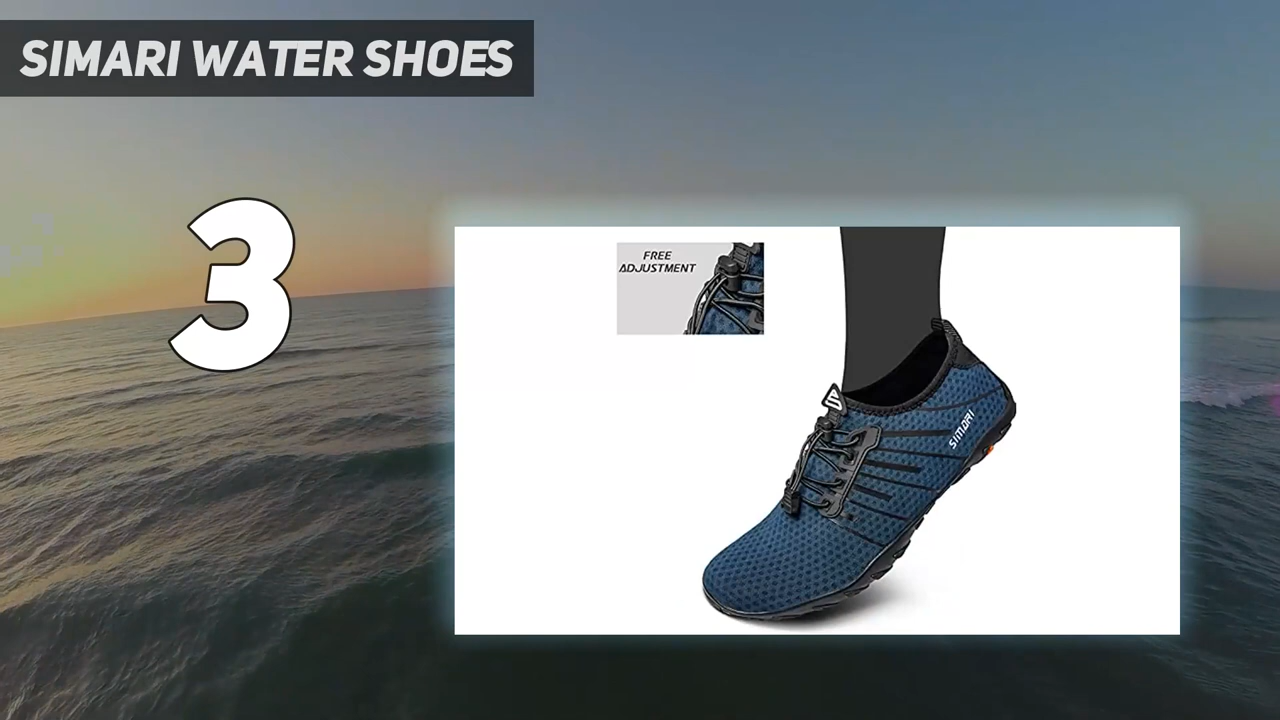 SIMARI WATER SHOES
3
FREE
ADJUSTMENT
SIMARI